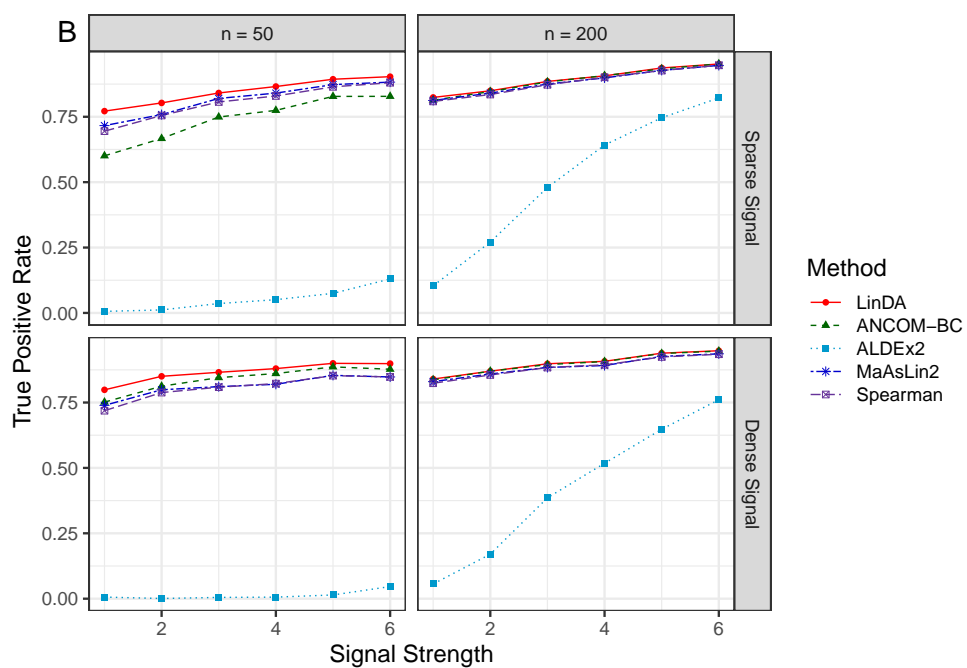 B
n = 50
n = 200
True Positive Rate
0.75
0.50
0.25
0.00
Sparse Signal
0.75
0.50
0.25
0.00
Dense Signal
2
4
6
2
4
6
Signal Strength
Method
LinDA
ANCOM−BC
ALDEx2
MaAsLin2
Spearman